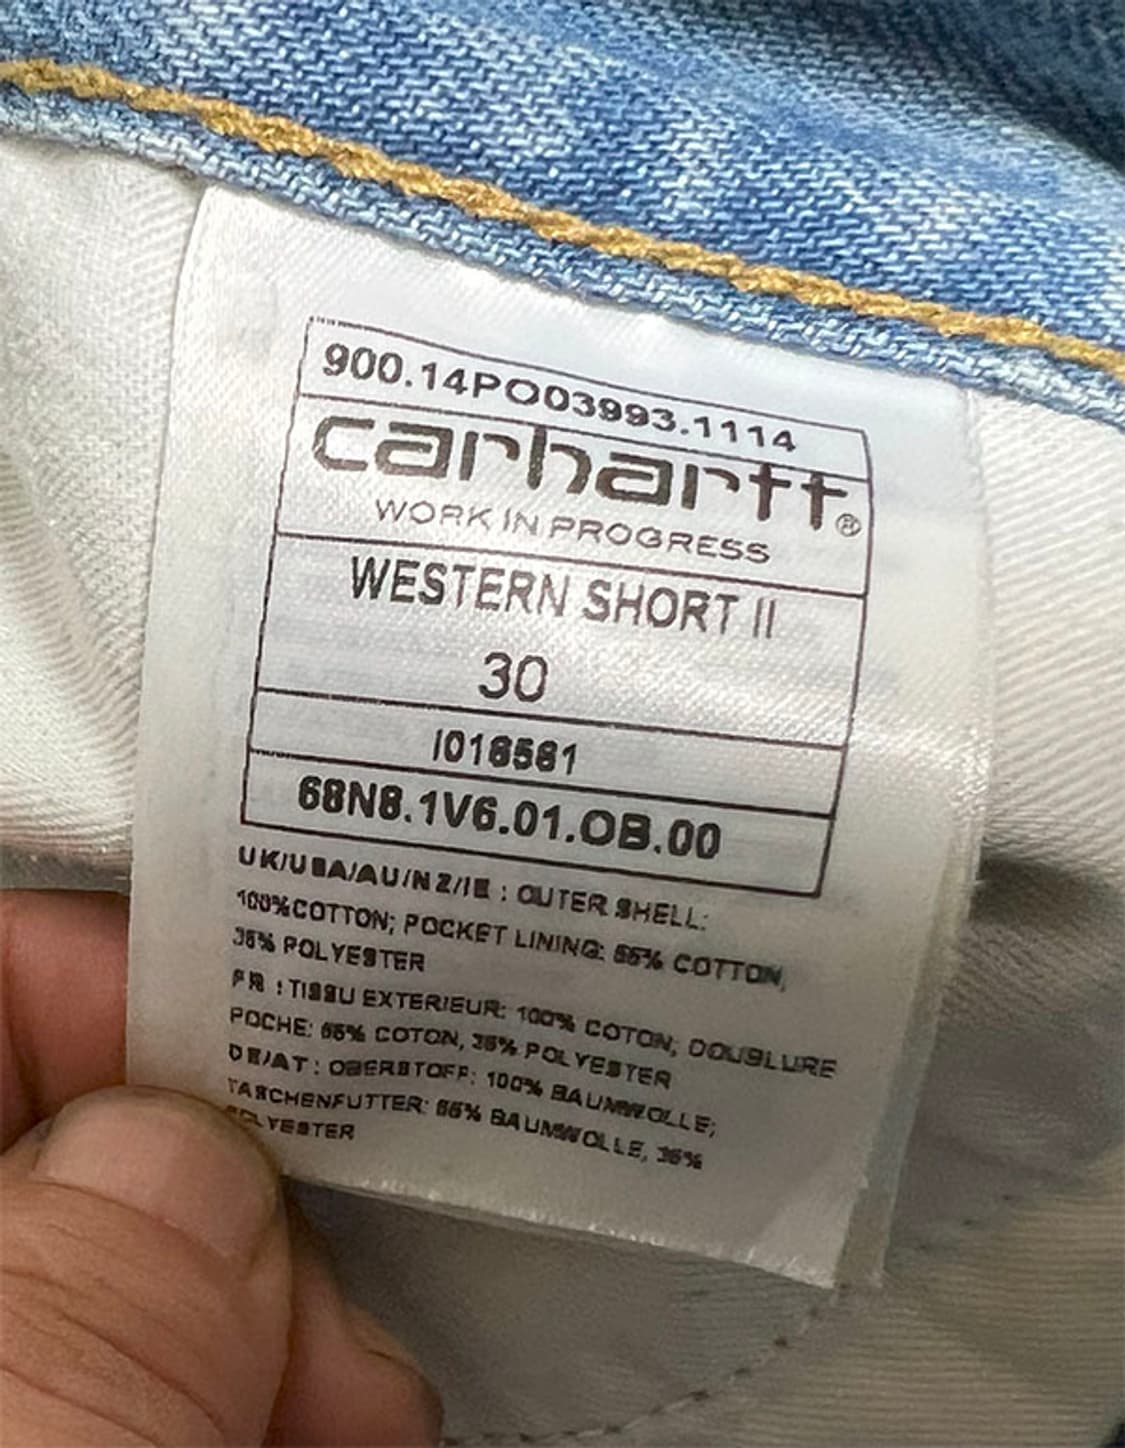 900.14PO03993.1114
carhartt®
WORK IN PROGRESS
WESTERN SHORT II
30
I018581
68N8.1V6.01.OB.00
UK/USA/AU/NZ/IE : OUTER SHELL:
100%COTTON; POCKET LINING: 65% COTTON,
35% POLYESTER
FR : TISSU EXTERIEUR: 100% COTON; DOUBLURE
POCHE: 65% COTON, 35% POLYESTER
DE/AT : OBERSTOFF: 100% BAUMWOLLE;
TASCHENFUTTER: 65% BAUMWOLLE, 35%
POLYESTER